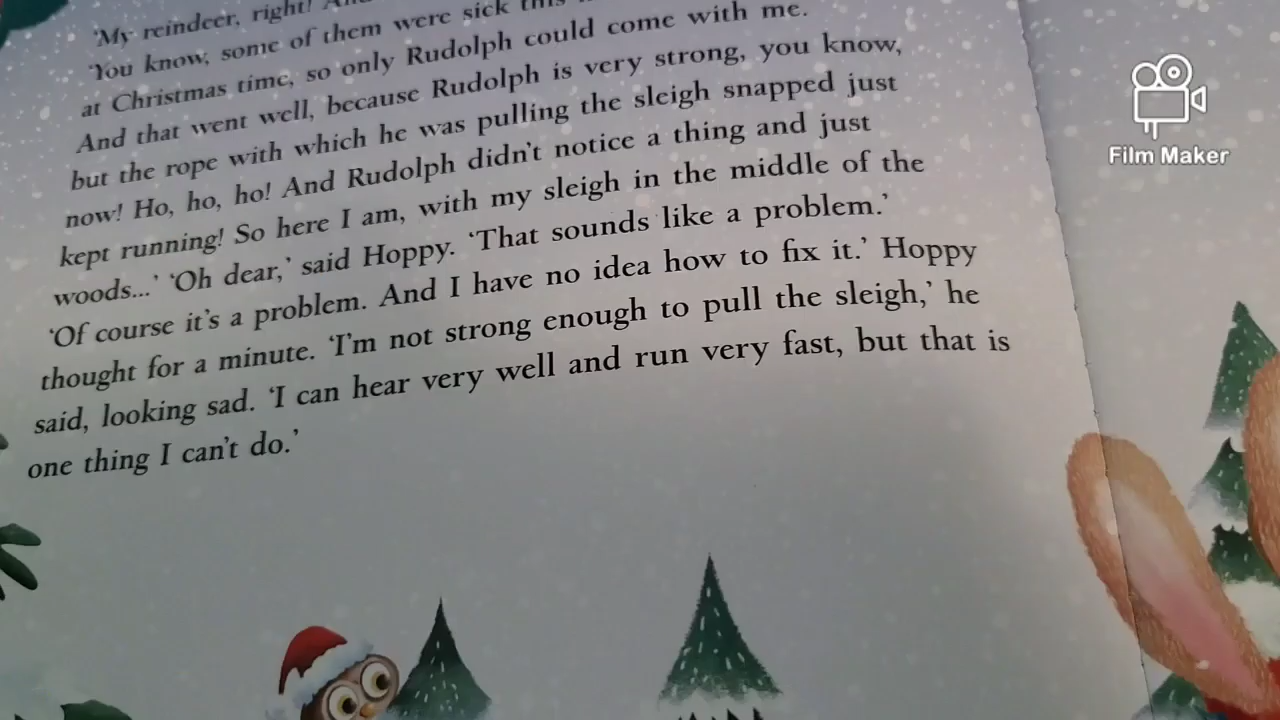 'My reindeer, right!
'You know, some of them were sick this
at Christmas time, so only Rudolph could come with me.
And that went well, because Rudolph is very strong, you know,
but the rope with which he was pulling the sleigh snapped just
now! Ho, ho, ho! And Rudolph didn't notice a thing and just
kept running! So here I am, with my sleigh in the middle of the
woods...' 'Oh dear,' said Hoppy. 'That sounds like a problem.'
'Of course it's a problem. And I have no idea how to fix it.' Hoppy
thought for a minute. 'I'm not strong enough to pull the sleigh,' he
said, looking sad. 'I can hear very well and run very fast, but that is
one thing I can't do.'
Film Maker